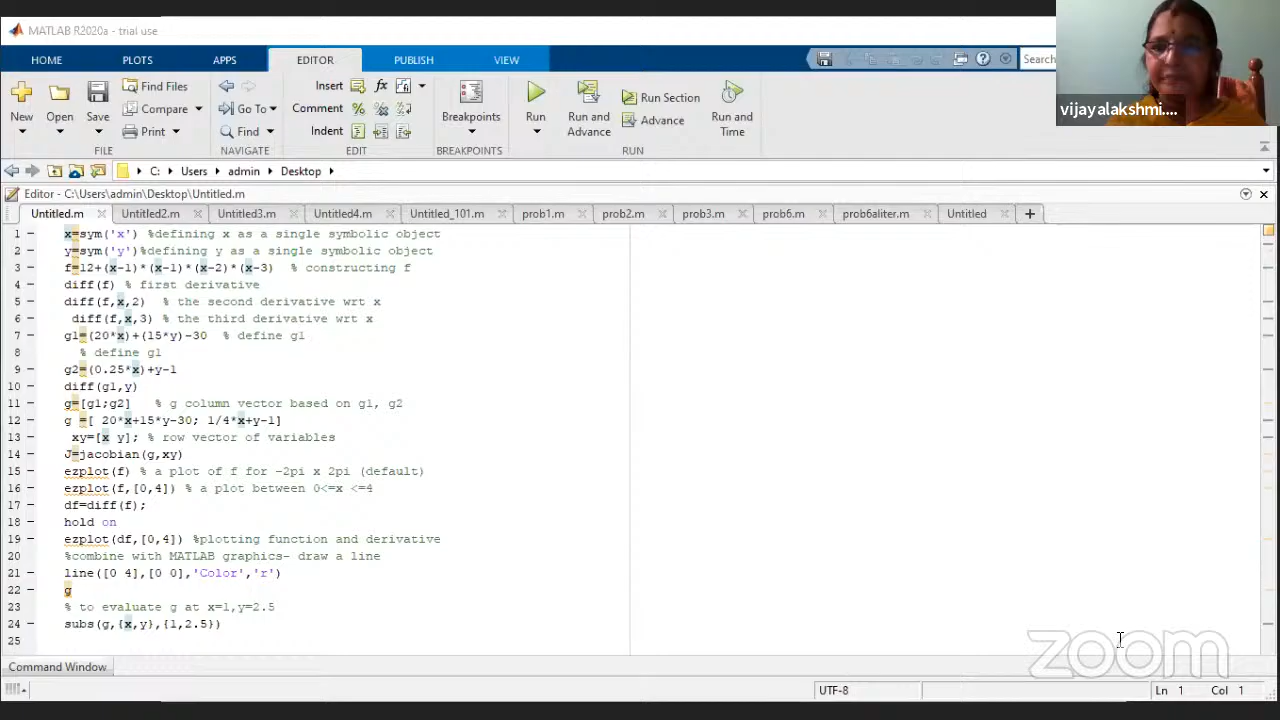 MATLAB R2020a - trial use
HOME PLOTS APPS EDITOR PUBLISH VIEW Search
New Open Save Find Files Compare Print
FILE
Go To Find
NAVIGATE
Insert fx
Comment %
Indent
EDIT
Breakpoints
BREAKPOINTS
Run Run and Advance Run Section Advance Run and Time
RUN
vijayalakshmi....
C: Users admin Desktop
Editor - C:\Users\admin\Desktop\Untitled.m
Untitled.m Untitled2.m Untitled3.m Untitled4.m Untitled_101.m prob1.m prob2.m prob3.m prob6.m prob6aliter.m Untitled +
1 - x=sym('x') %defining x as a single symbolic object
2 - y=sym('y')%defining y as a single symbolic object
3 - f=12+(x-1)*(x-1)*(x-2)*(x-3) % constructing f
4 - diff(f) % first derivative
5 - diff(f,x,2) % the second derivative wrt x
6 - diff(f,x,3) % the third derivative wrt x
7 - g1=(20*x)+(15*y)-30 % define g1
8 % define g1
9 - g2=(0.25*x)+y-1
10 - diff(g1,y)
11 - g=[g1;g2] % g column vector based on g1, g2
12 - g =[ 20*x+15*y-30; 1/4*x+y-1]
13 - xy=[x y]; % row vector of variables
14 - J=jacobian(g,xy)
15 - ezplot(f) % a plot of f for -2pi x 2pi (default)
16 - ezplot(f,[0,4]) % a plot between 0<=x <=4
17 - df=diff(f);
18 - hold on
19 - ezplot(df,[0,4]) %plotting function and derivative
20 %combine with MATLAB graphics- draw a line
21 - line([0 4],[0 0],'Color','r')
22 - g
23 % to evaluate g at x=1,y=2.5
24 - subs(g,{x,y},{1,2.5})
25
zoom
Command Window
UTF-8 Ln 1 Col 1